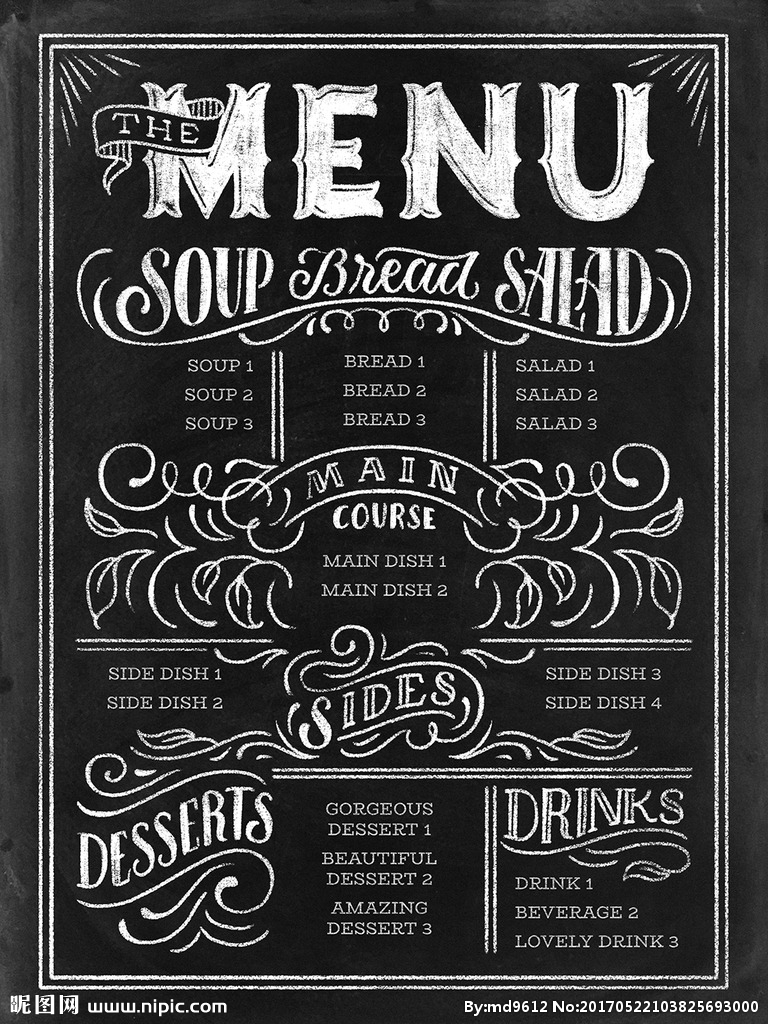 THE
MENU
SOUP Bread SALAD
SOUP 1
SOUP 2
SOUP 3
BREAD 1
BREAD 2
BREAD 3
SALAD 1
SALAD 2
SALAD 3
MAIN
COURSE
MAIN DISH 1
MAIN DISH 2
SIDES
SIDE DISH 1
SIDE DISH 2
SIDE DISH 3
SIDE DISH 4
DESSERTS
GORGEOUS
DESSERT 1
BEAUTIFUL
DESSERT 2
AMAZING
DESSERT 3
DRINKS
DRINK 1
BEVERAGE 2
LOVELY DRINK 3
昵图网 www.nipic.com
By:md9612 No:20170522103825693000